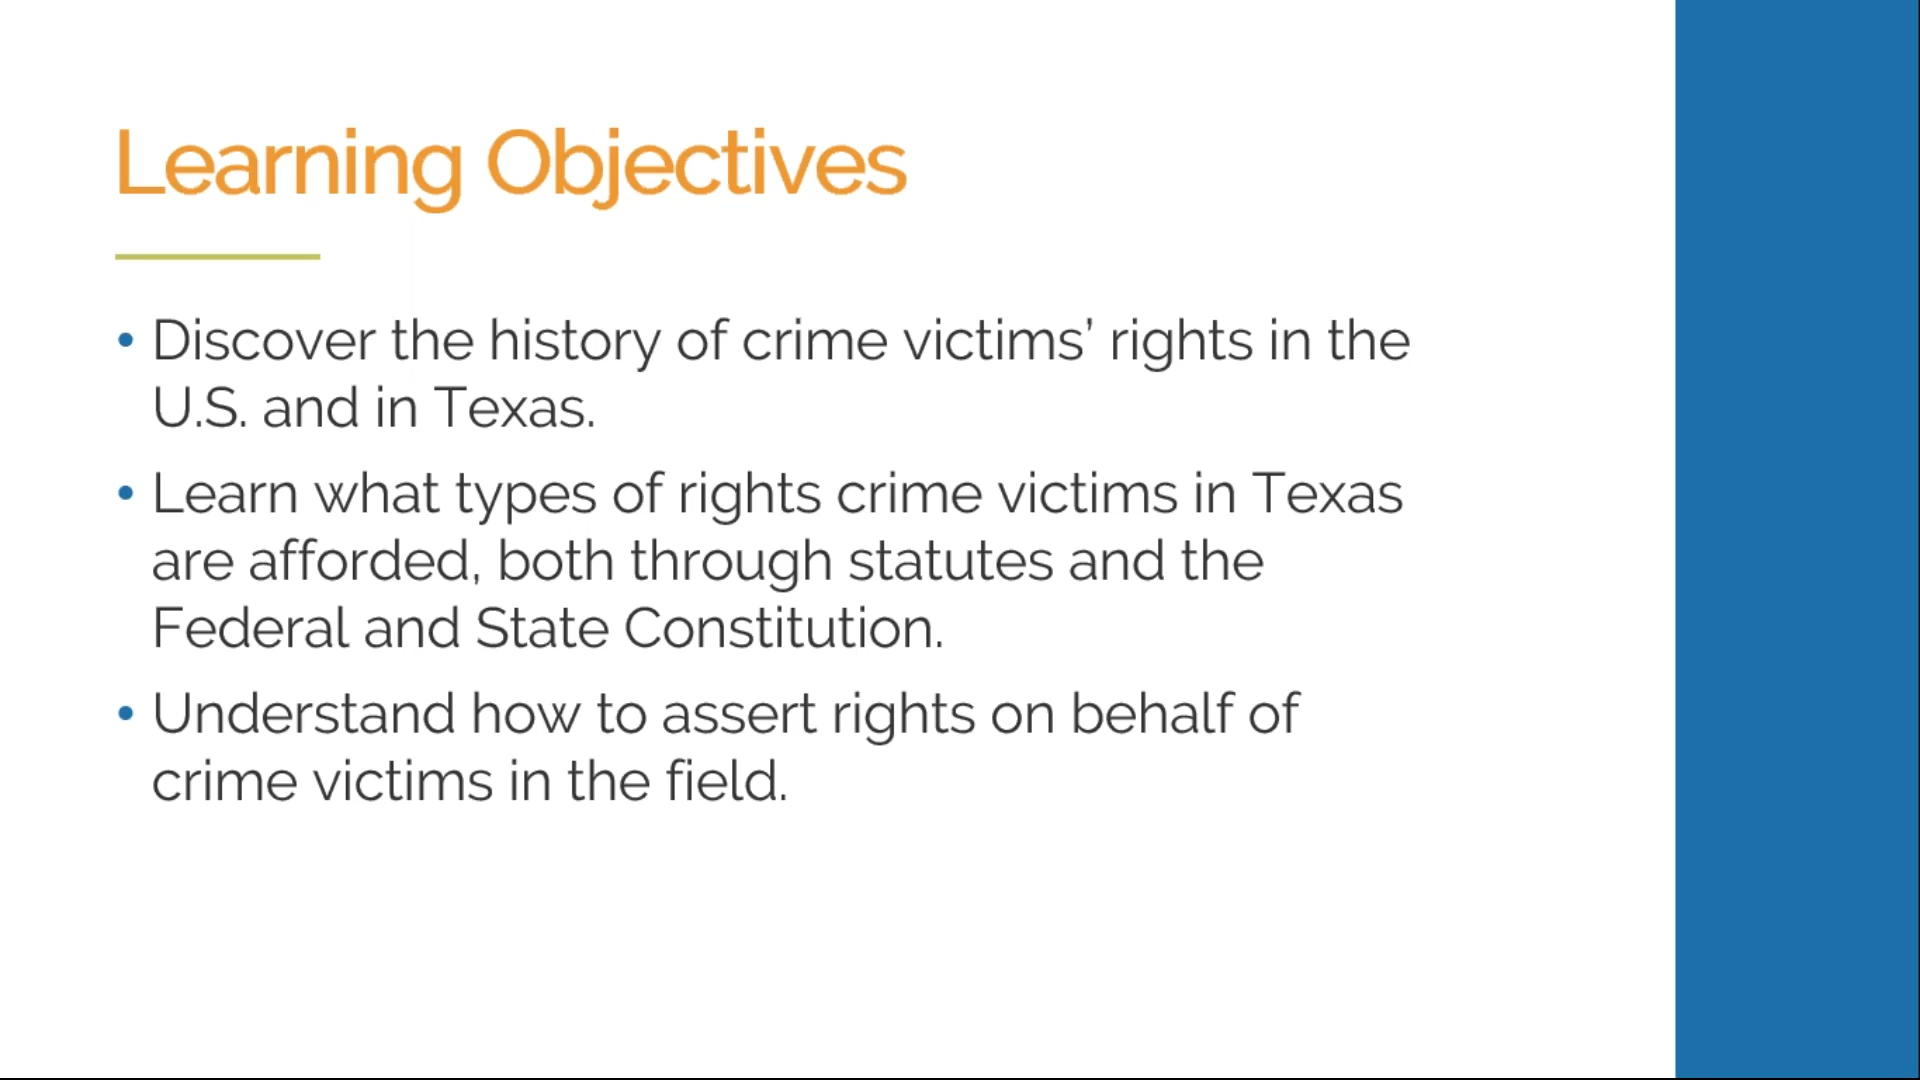 Learning Objectives
• Discover the history of crime victims’ rights in the
U.S. and in Texas.
• Learn what types of rights crime victims in Texas
are afforded, both through statutes and the
Federal and State Constitution.
• Understand how to assert rights on behalf of
crime victims in the field.